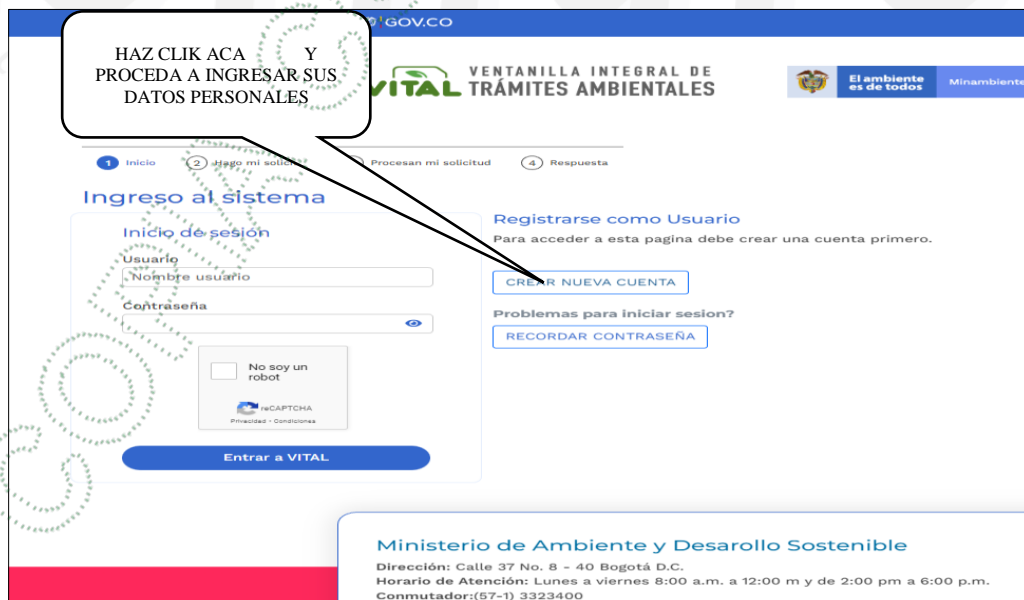 GOV.CO
HAZ CLIK ACA Y
PROCEDA A INGRESAR SUS
DATOS PERSONALES
VITAL
VENTANILLA INTEGRAL DE
TRÁMITES AMBIENTALES
El ambiente
es de todos
Minambiente
1 Inicio
2 Hago mi
Procesan mi solicitud
4 Respuesta
Ingreso al sistema
Inicio de sesión
Usuario
Nombre usuario
Contraseña
No soy un
robot
reCAPTCHA
Privacidad - Condiciones
Entrar a VITAL
Registrarse como Usuario
Para acceder a esta pagina debe crear una cuenta primero.
CREAR NUEVA CUENTA
Problemas para iniciar sesion?
RECORDAR CONTRASEÑA
Ministerio de Ambiente y Desarollo Sostenible
Dirección: Calle 37 No. 8 - 40 Bogotá D.C.
Horario de Atención: Lunes a viernes 8:00 a.m. a 12:00 m y de 2:00 pm a 6:00 p.m.
Conmutador:(57-1) 3323400